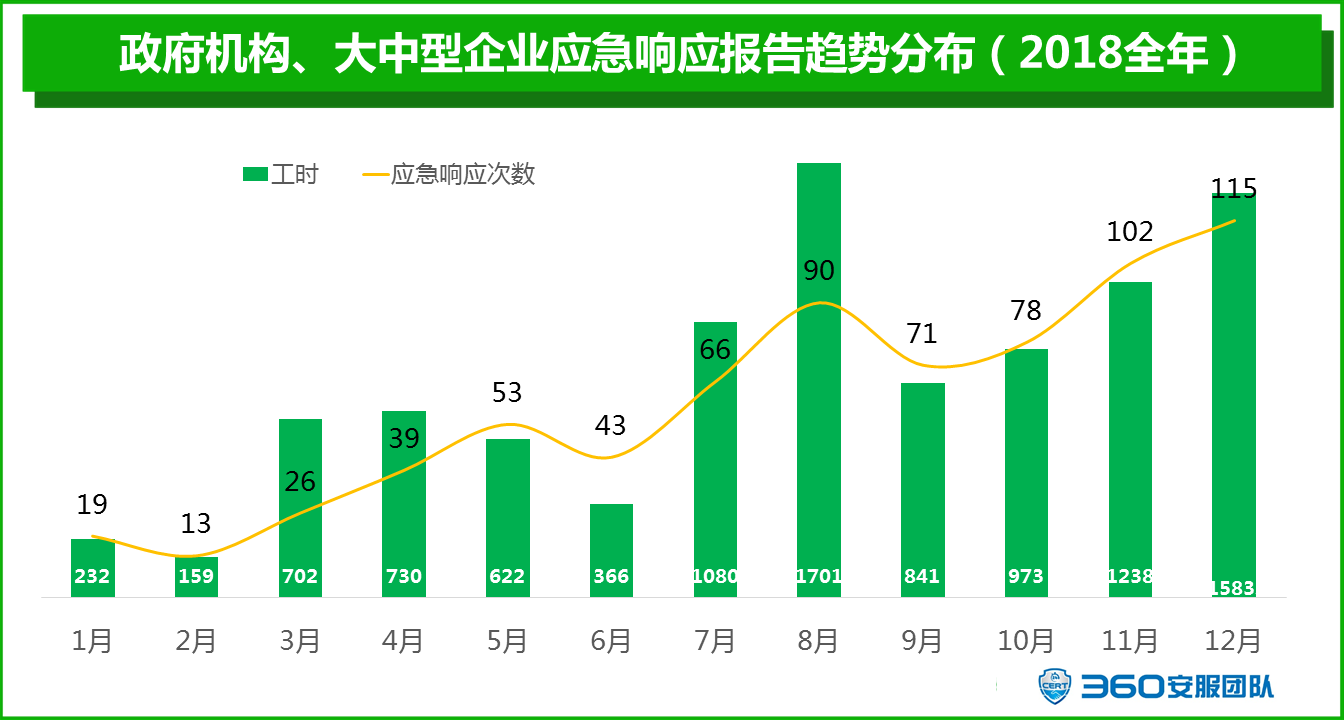 政府机构、大中型企业应急响应报告趋势分布（2018全年）
工时 应急响应次数
19 13 26 39 53 43 66 90 71 78 102 115
232 159 702 730 622 366 1080 1701 841 973 1238 1583
1月 2月 3月 4月 5月 6月 7月 8月 9月 10月 11月 12月
CERT 360安服团队